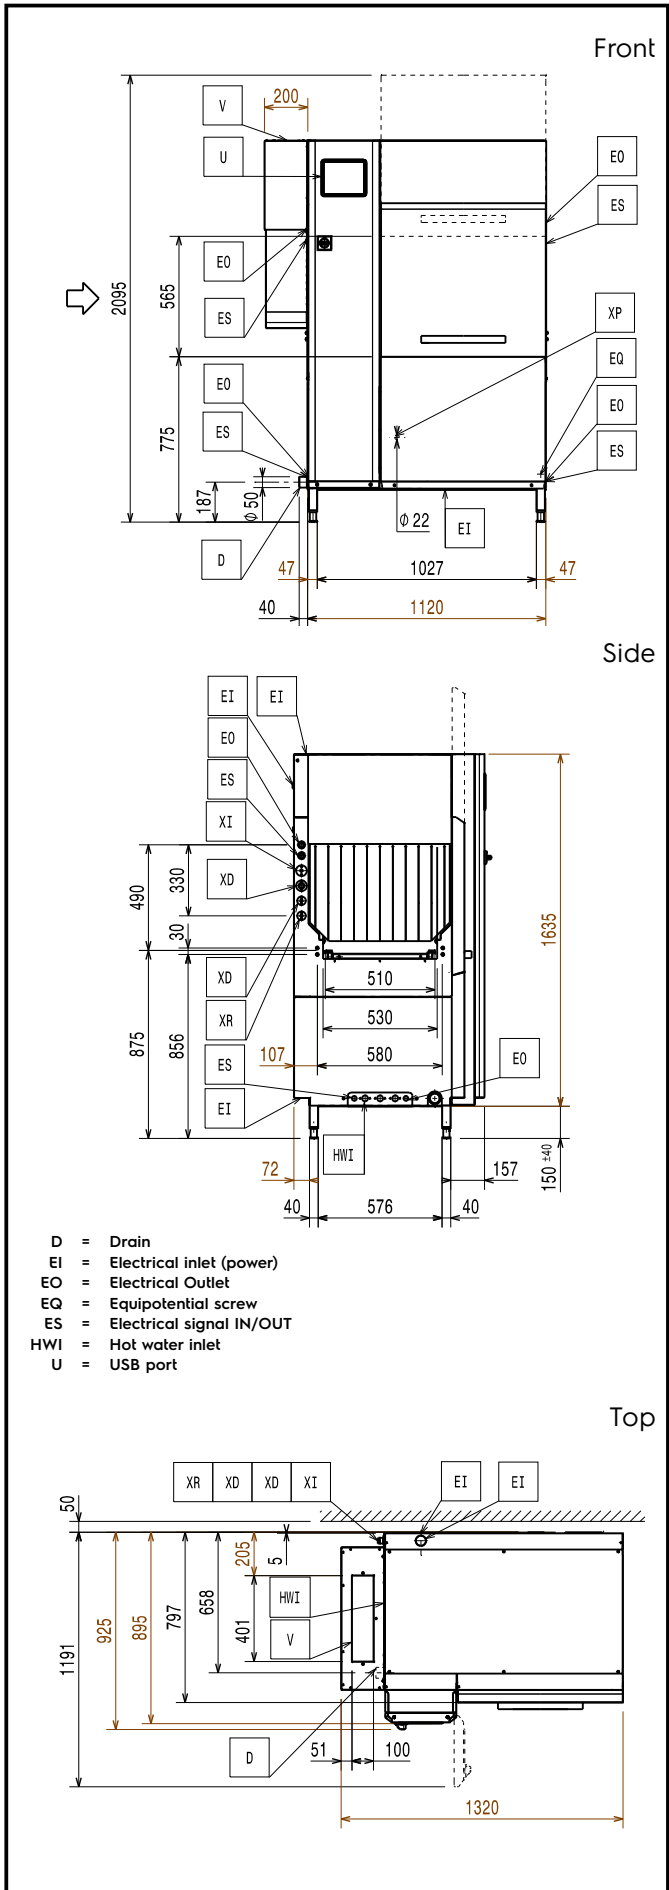 Front
200
V
U
EO
ES
EO
ES
2095
565
XP
EO
EQ
ES
EO
ES
775
187
Φ 50
Φ 22
EI
D
47
1027
47
40
1120
Side
EI
EI
EO
ES
XI
XD
490
330
30
1635
XD
XR
510
530
875
856
107
580
ES
EO
EI
HWI
72
157
150 ±40
40
576
40
D = Drain
EI = Electrical inlet (power)
EO = Electrical Outlet
EQ = Equipotential screw
ES = Electrical signal IN/OUT
HWI = Hot water inlet
U = USB port
Top
XR XD XD XI
EI
EI
50
5
205
HWI
401
V
658
797
895
925
1191
D
51
100
1320